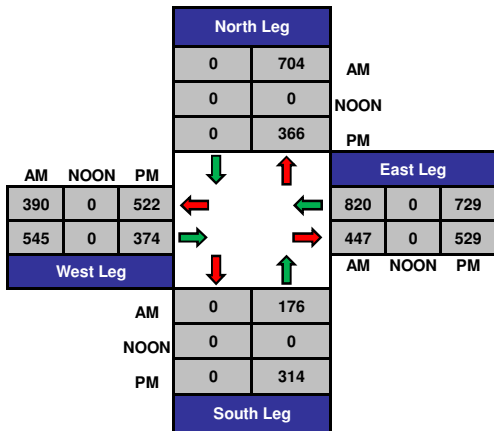 North Leg
0 704 AM
0 0 NOON
0 366 PM
AM NOON PM
East Leg
390 0 522
820 0 729
545 0 374
447 0 529
West Leg
AM NOON PM
AM 0 176
NOON 0 0
PM 0 314
South Leg